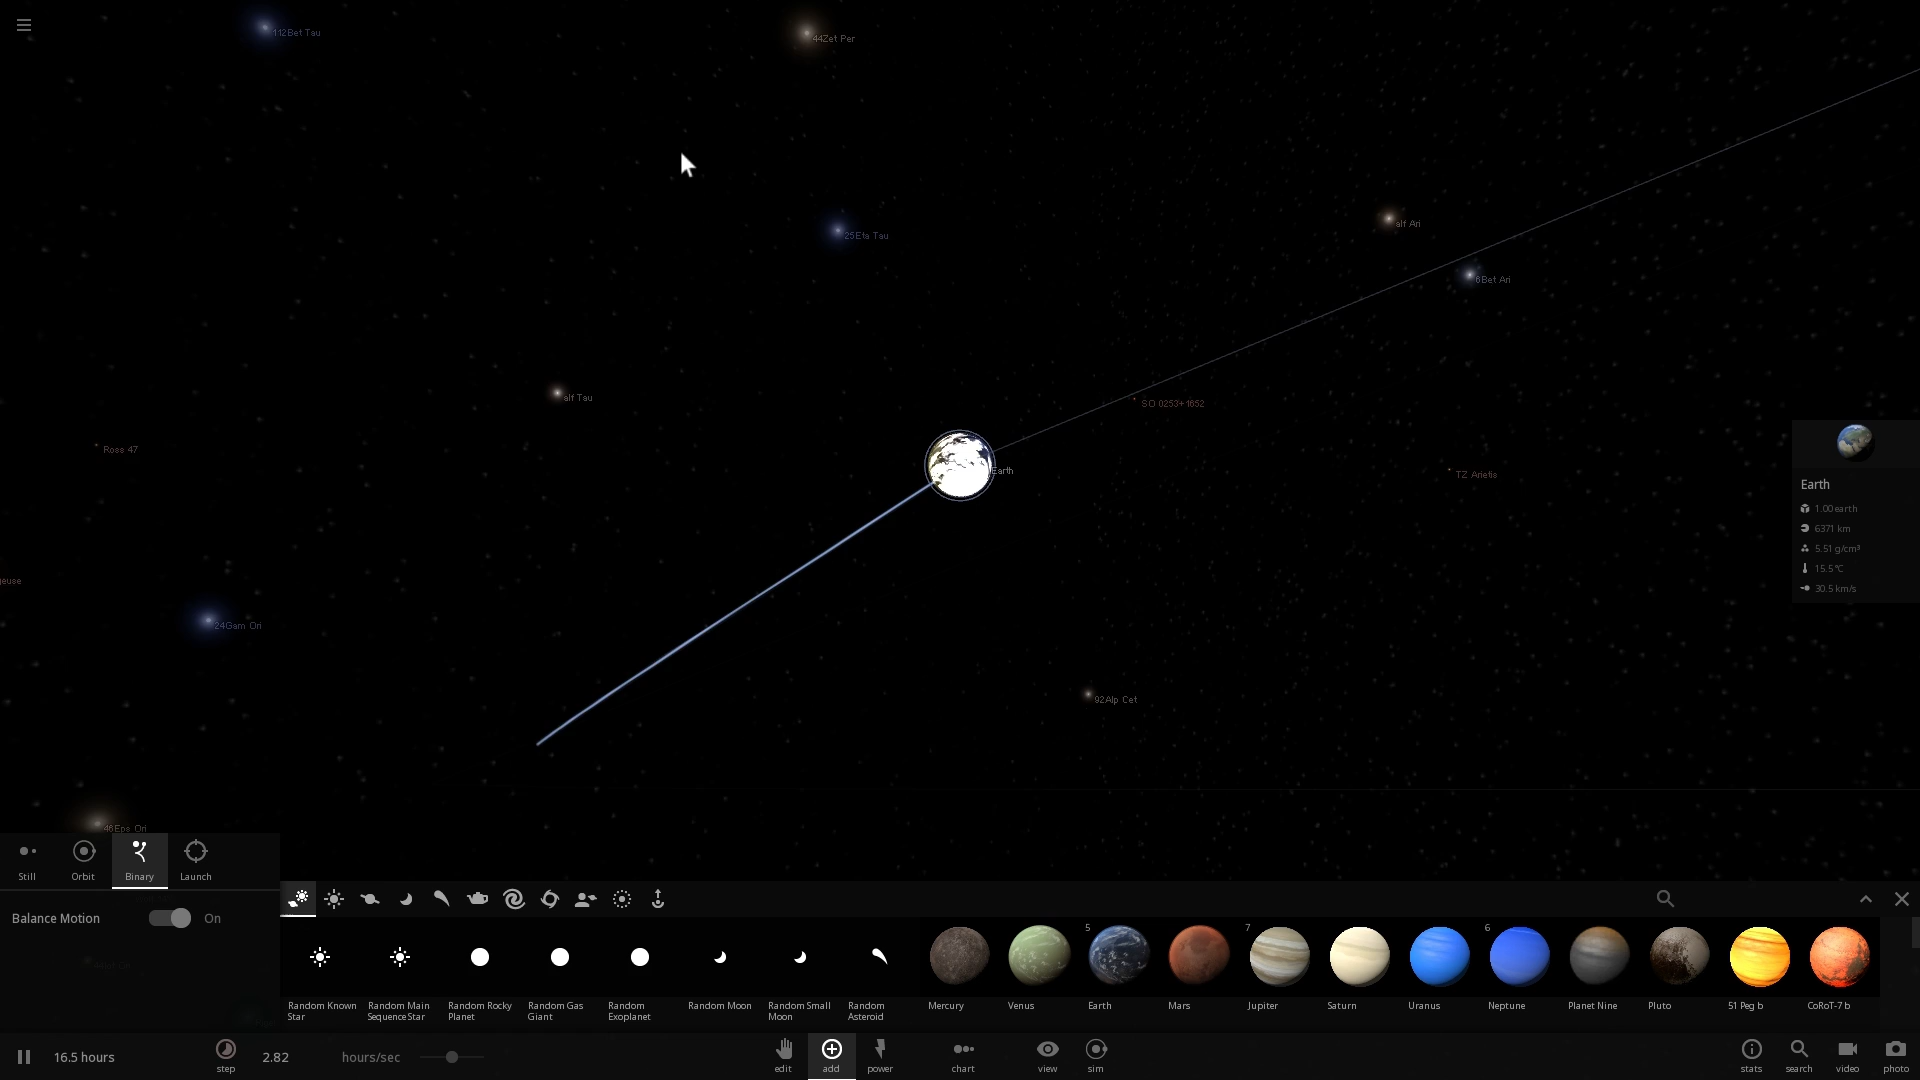 112Bet Tau
44Zet Per
25Eta Tau
alf Ari
6Bet Ari
alf Tau
SO 0253+1652
Ross 47
Earth
TZ Arietis
Earth
1.00 earth
6371 km
5.51 g/cm³
15.5 °C
30.5 km/s
24Gam Ori
92Alp Cet
46Eps Ori
Still Orbit Binary Launch
Balance Motion On
5 7 6
Random Known Star
Random Main Sequence Star
Random Rocky Planet
Random Gas Giant
Random Exoplanet
Random Moon
Random Small Moon
Random Asteroid
Mercury
Venus
Earth
Mars
Jupiter
Saturn
Uranus
Neptune
Planet Nine
Pluto
51 Peg b
CoRoT-7 b
16.5 hours
step
2.82 hours/sec
edit add power chart view sim
stats search video photo